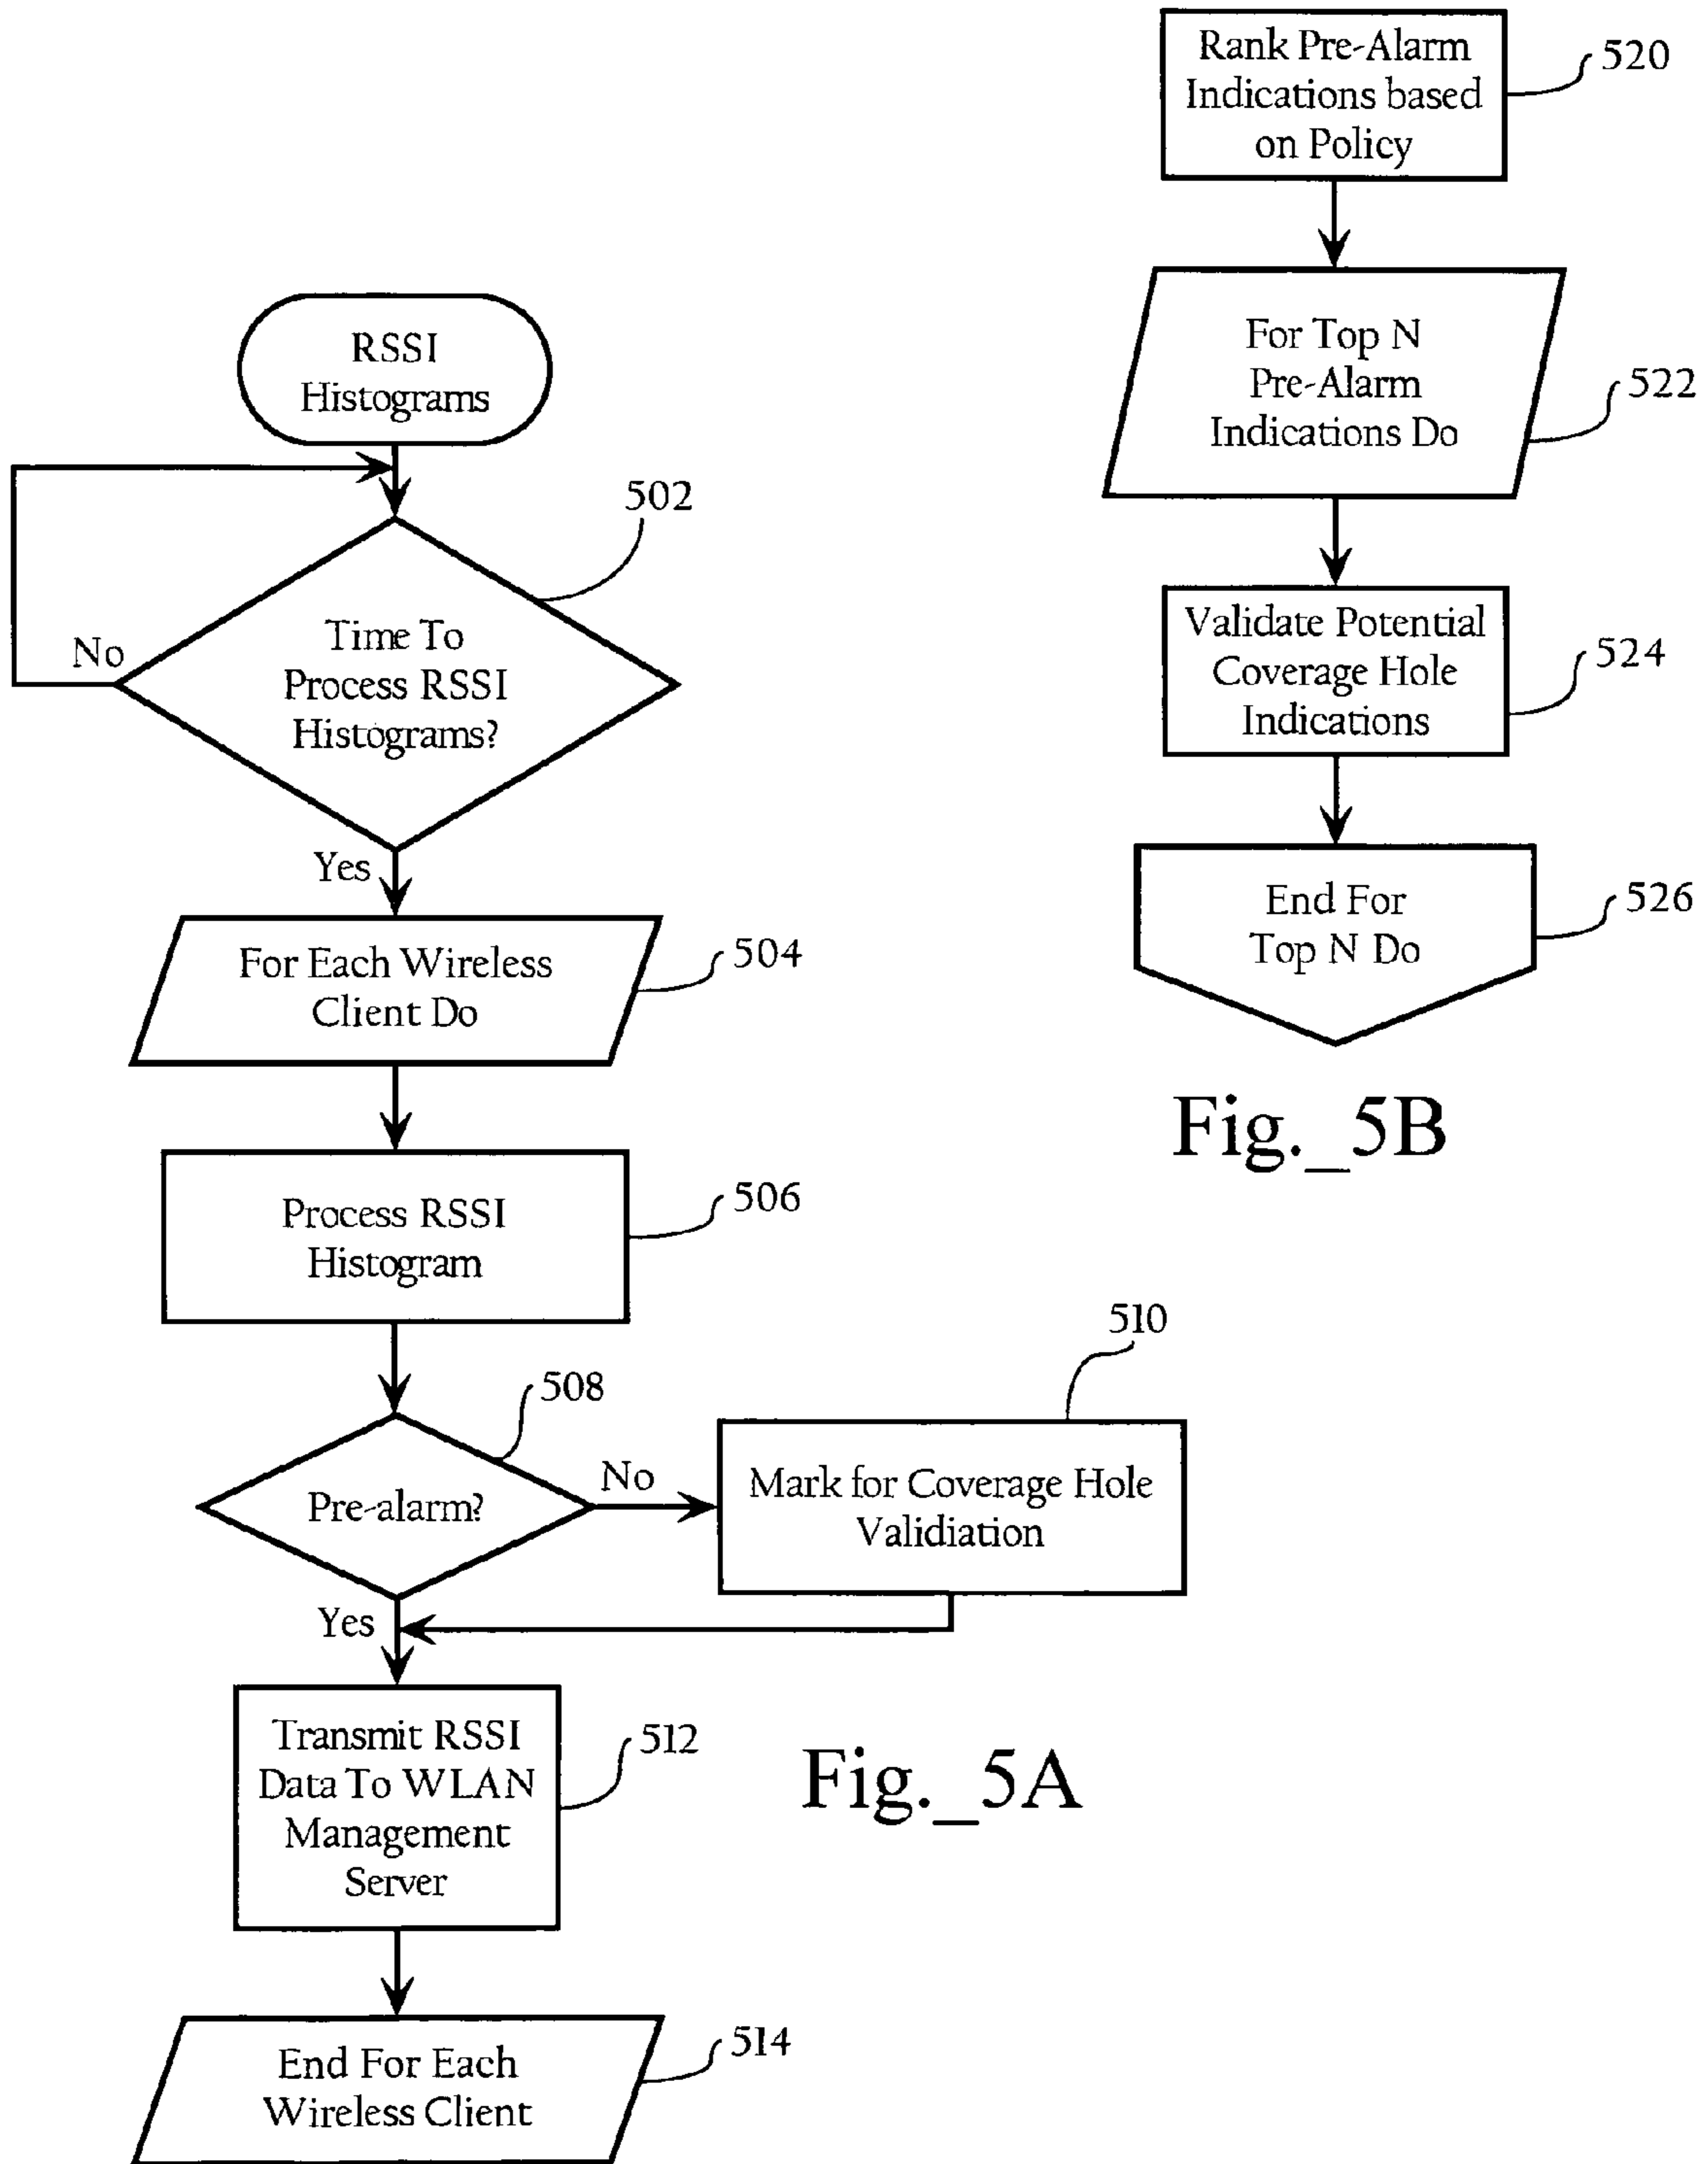 RSSI
Histograms
502
Time To
Process RSSI
Histograms?
No
Yes
For Each Wireless
Client Do
504
Process RSSI
Histogram
506
508
Pre-alarm?
No
510
Mark for Coverage Hole
Validiation
Yes
Transmit RSSI
Data To WLAN
Management
Server
512
Fig._5A
End For Each
Wireless Client
514
Rank Pre-Alarm
Indications based
on Policy
520
For Top N
Pre-Alarm
Indications Do
522
Validate Potential
Coverage Hole
Indications
524
End For
Top N Do
526
Fig._5B